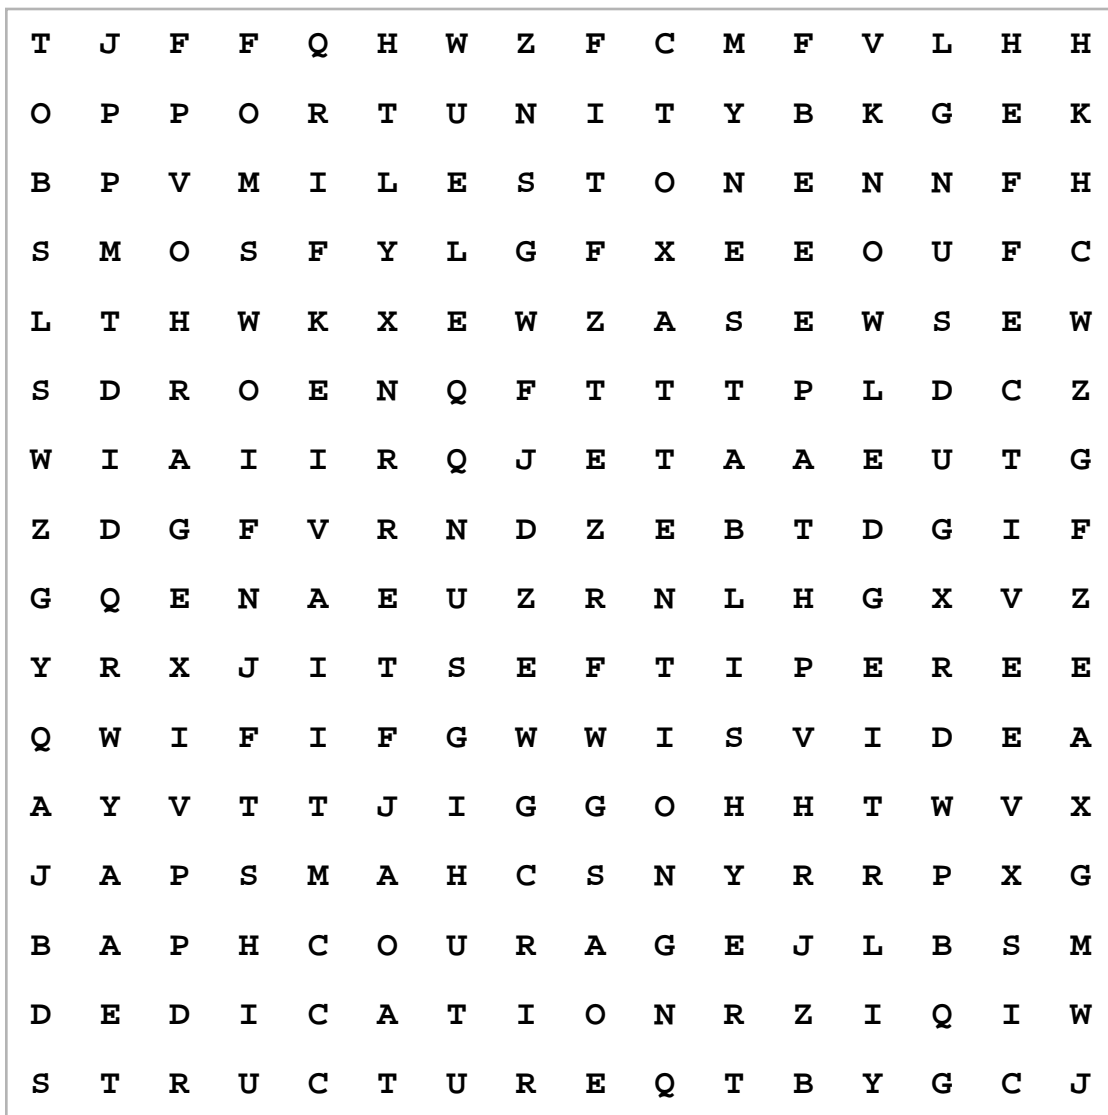 T J F F Q H W Z F C M F V L H H
O P P O R T U N I T Y B K G E K
B P V M I L E S T O N E N N F H
S M O S F Y L G F X E E O U F C
L T H W K X E W Z A S E W S E W
S D R O E N Q F T T T P L D C Z
W I A I I R Q J E T A A E U T G
Z D G F V R N D Z E B T D G I F
G Q E N A E U Z R N L H G X V Z
Y R X J I T S E F T I P E R E E
Q W I F I F G W W I S V I D E A
A Y V T T J I G G O H H T W V X
J A P S M A H C S N Y R R P X G
B A P H C O U R A G E J L B S M
D E D I C A T I O N R Z I Q I W
S T R U C T U R E Q T B Y G C J